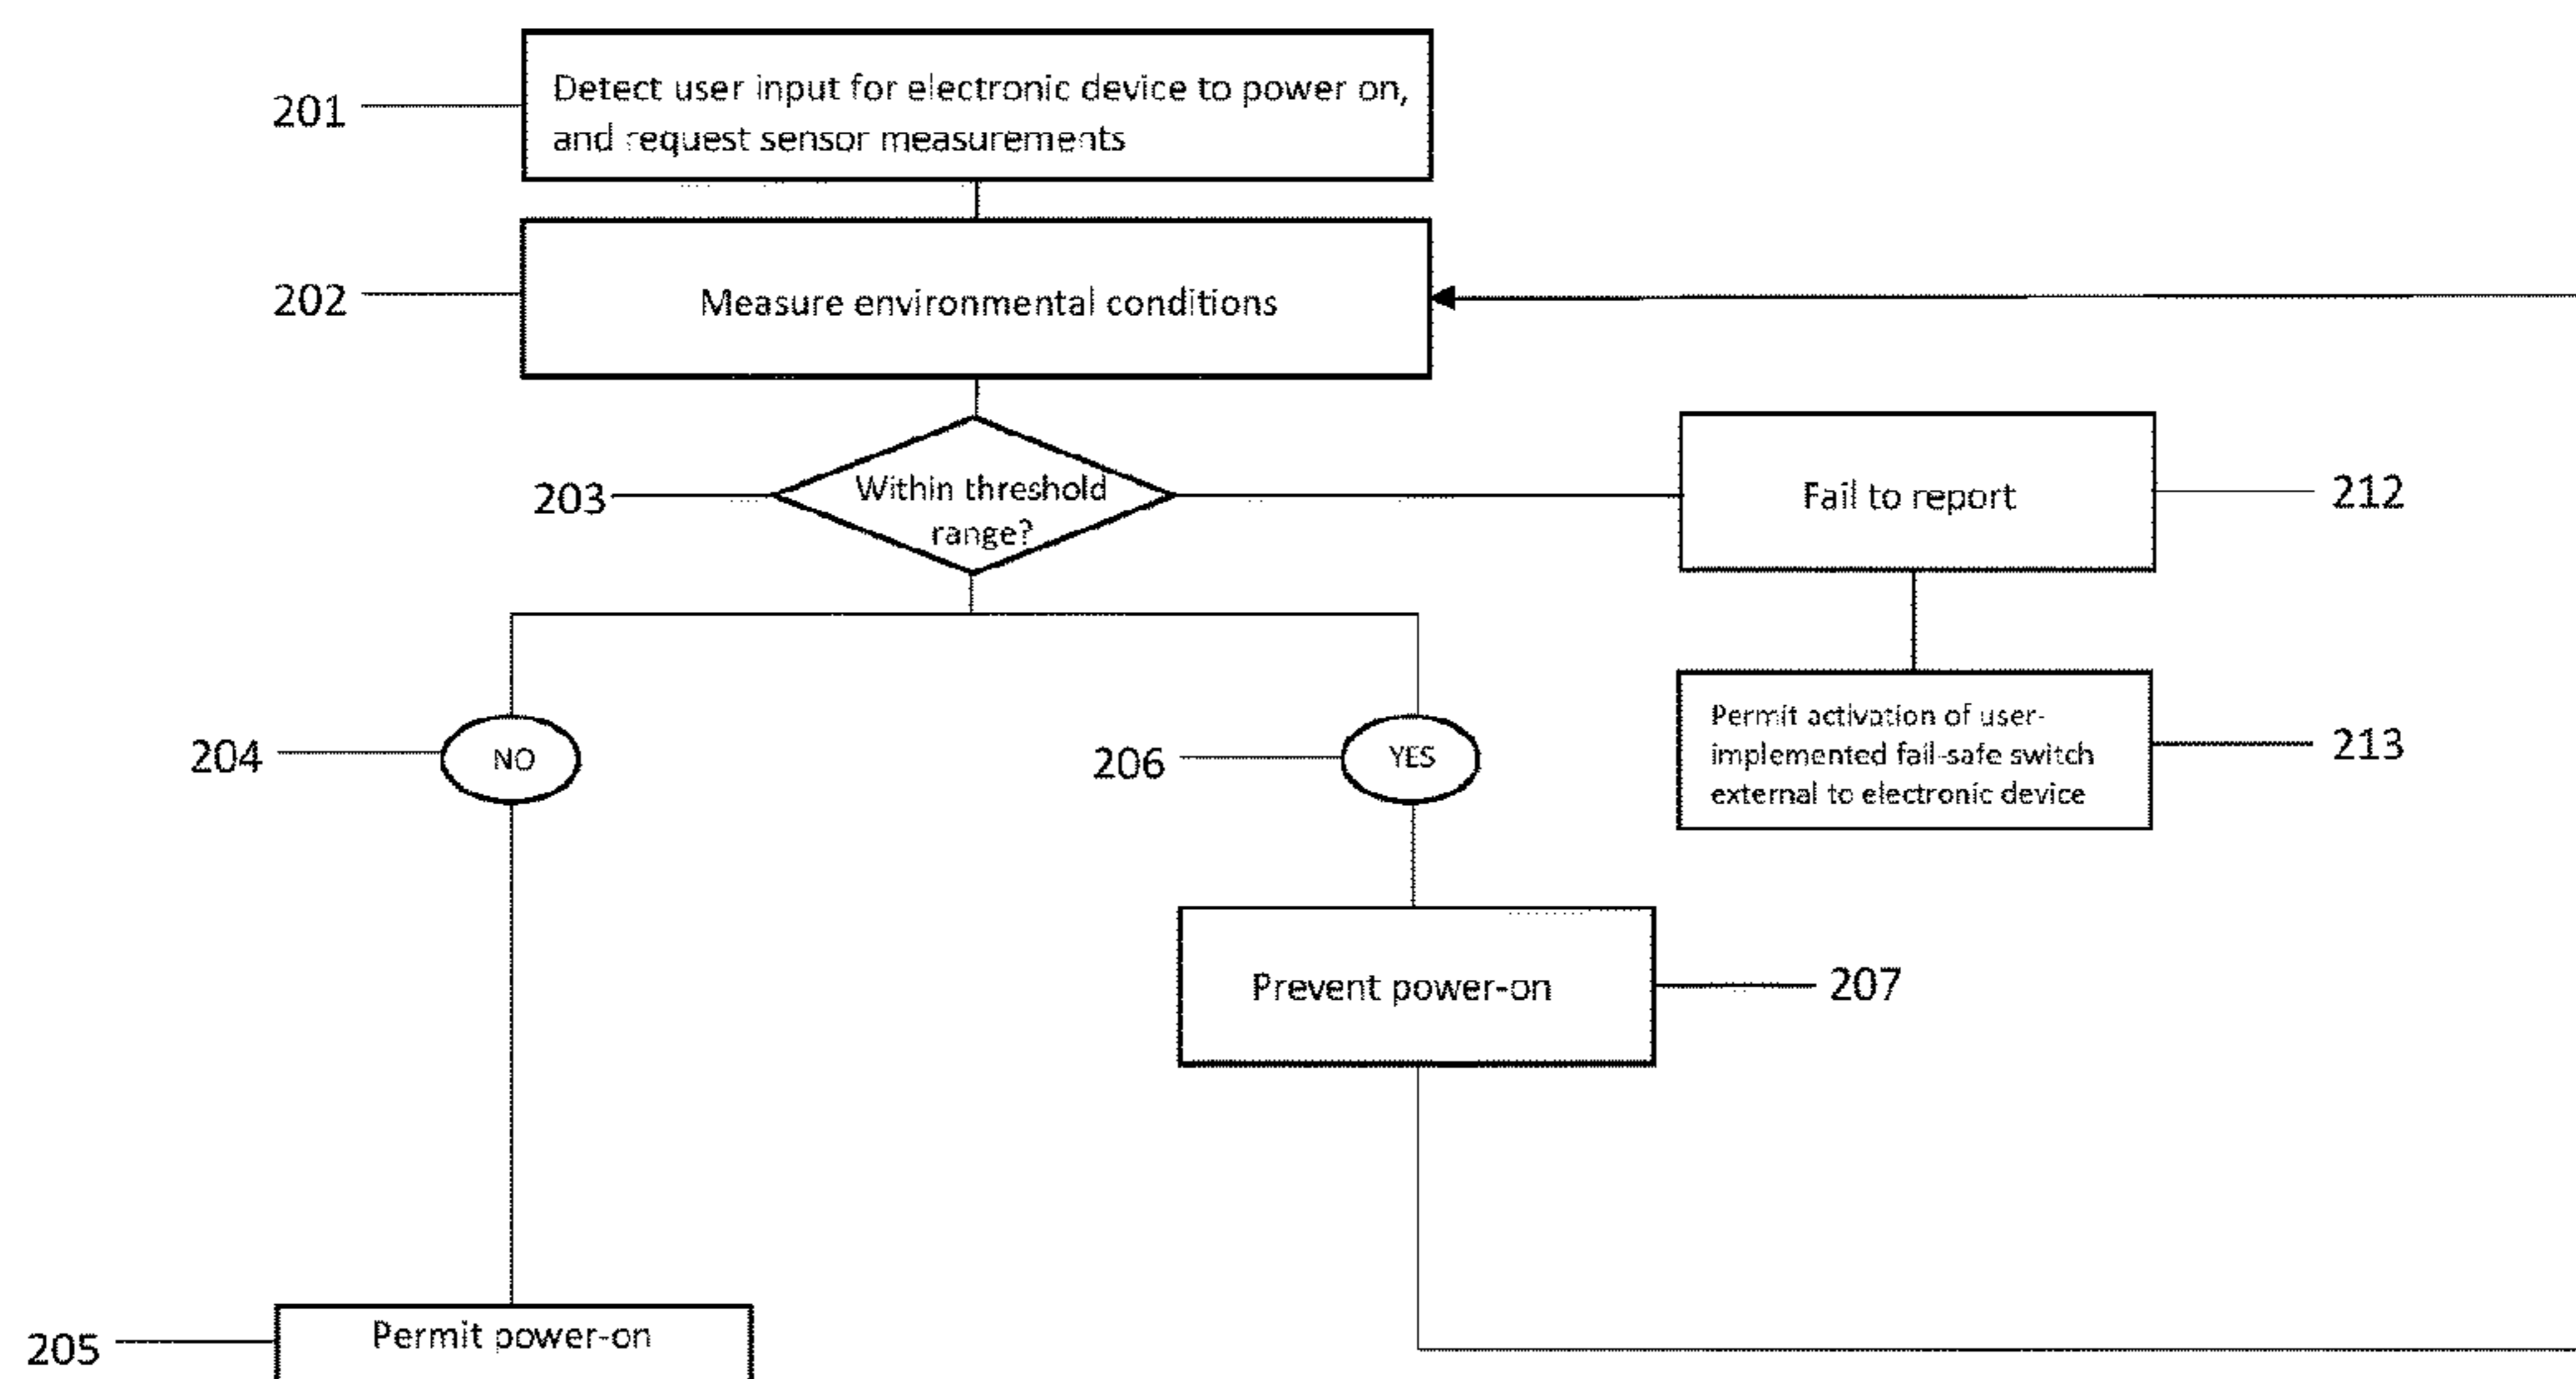 201
Detect user input for electronic device to power on,
and request sensor measurements
202
Measure environmental conditions
203
Within threshold
range?
Fail to report
212
204
NO
206
YES
Permit activation of user-
implemented fail-safe switch
external to electronic device
213
Prevent power-on
207
205
Permit power-on